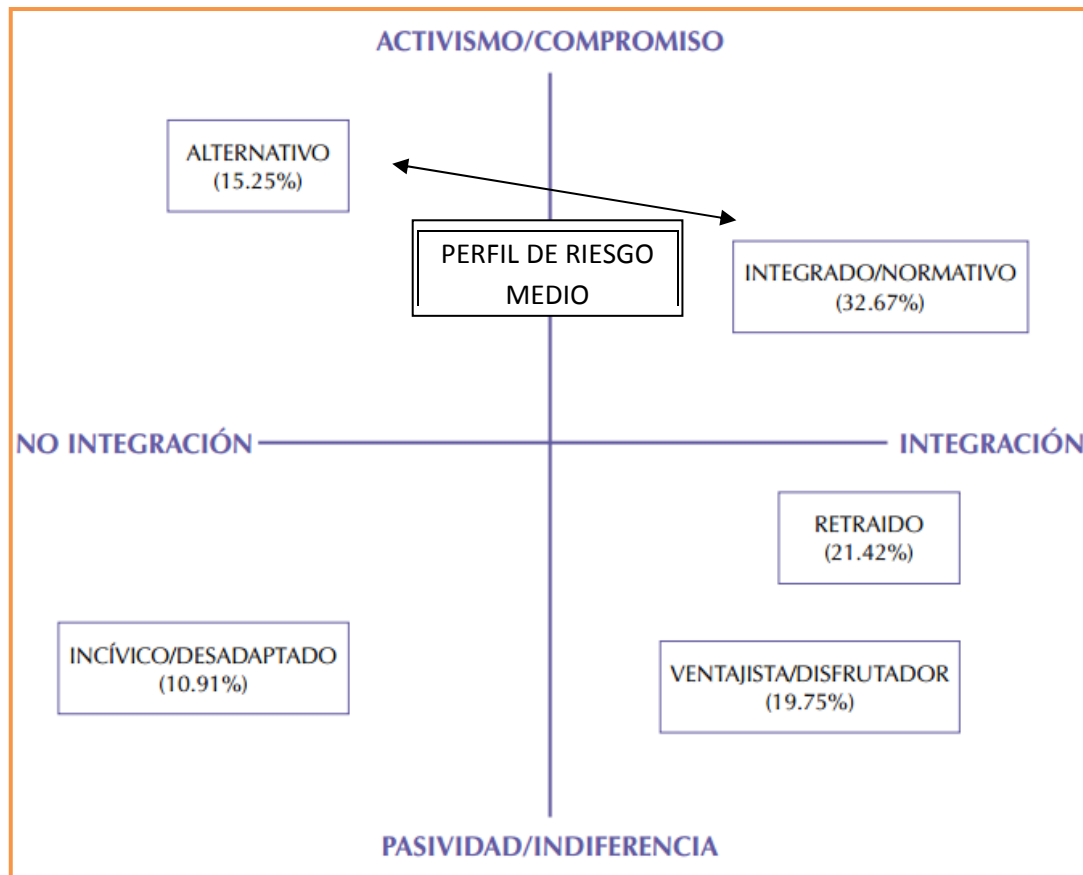 ACTIVISMO/COMPROMISO
ALTERNATIVO
(15.25%)
PERFIL DE RIESGO
MEDIO
INTEGRADO/NORMATIVO
(32.67%)
NO INTEGRACIÓN
INTEGRACIÓN
RETRAIDO
(21.42%)
INCÍVICO/DESADAPTADO
(10.91%)
VENTAJISTA/DISFRUTADOR
(19.75%)
PASIVIDAD/INDIFERENCIA